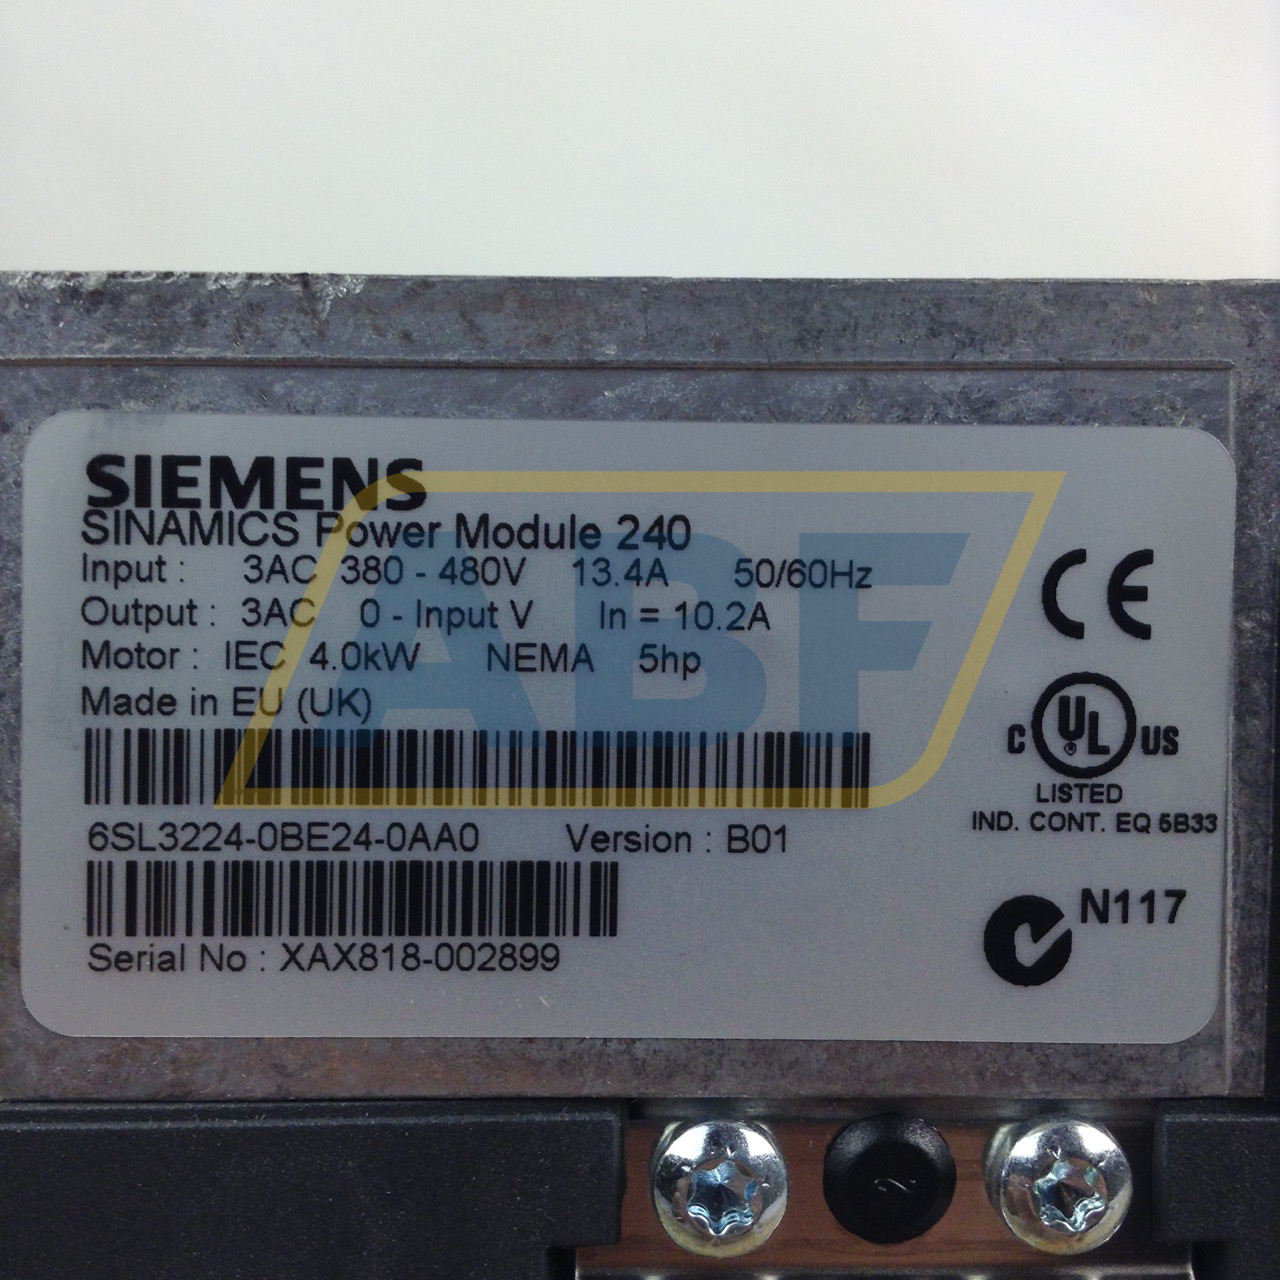 SIEMENS
SINAMICS Power Module 240
Input : 3AC 380 - 480V 13.4A 50/60Hz
Output : 3AC 0 - Input V In = 10.2A
Motor : IEC 4.0kW NEMA 5hp
Made in EU (UK)
6SL3224-0BE24-0AA0 Version : B01
Serial No : XAX818-002899
CE
C UL US
®
LISTED
IND. CONT. EQ 5B33
N117
ABF